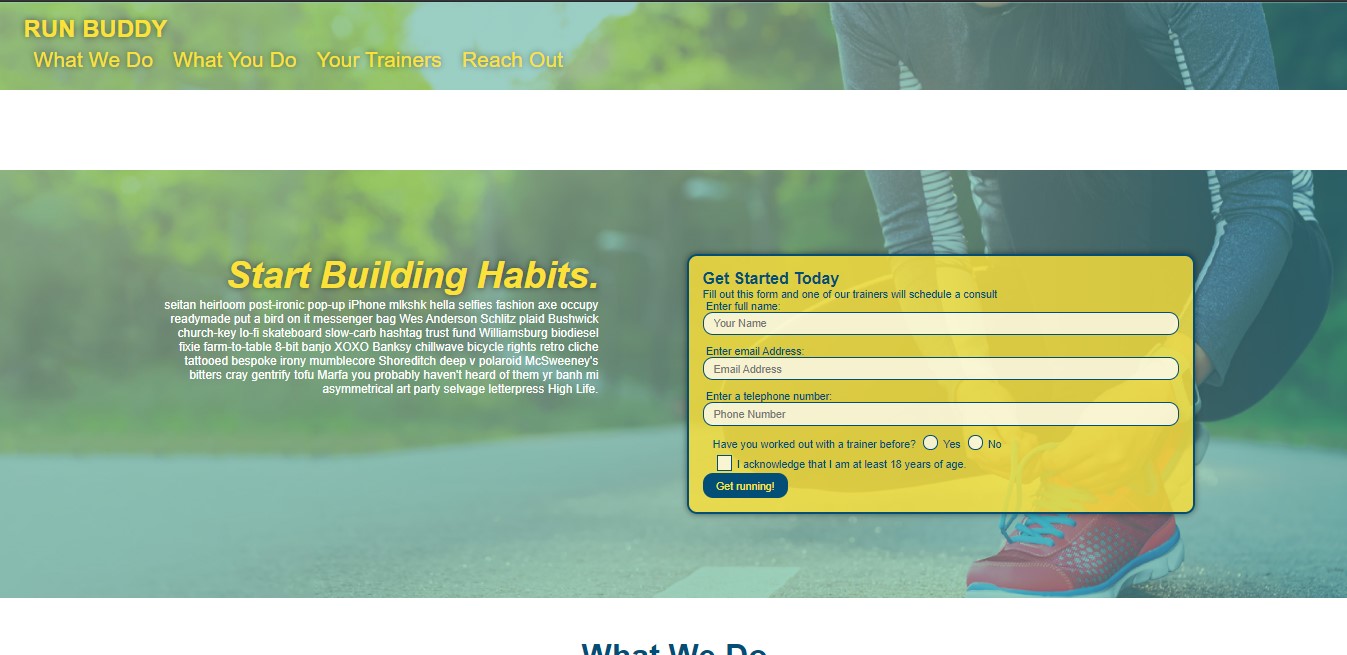 RUN BUDDY
What We Do What You Do Your Trainers Reach Out
Start Building Habits.
seitan heirloom post-ironic pop-up iPhone mlkshk hella selfies fashion axe occupy
readymade put a bird on it messenger bag Wes Anderson Schlitz plaid Bushwick
church-key lo-fi skateboard slow-carb hashtag trust fund Williamsburg biodiesel
fixie farm-to-table 8-bit banjo XOXO Banksy chillwave bicycle rights retro cliche
tattooed bespoke irony mumblecore Shoreditch deep v polaroid McSweeney's
bitters cray gentrify tofu Marfa you probably haven't heard of them yr banh mi
asymmetrical art party selvage letterpress High Life.
Get Started Today
Fill out this form and one of our trainers will schedule a consult
Enter full name:
Your Name
Enter email Address:
Email Address
Enter a telephone number:
Phone Number
Have you worked out with a trainer before? Yes No
I acknowledge that I am at least 18 years of age.
Get running!
What We Do